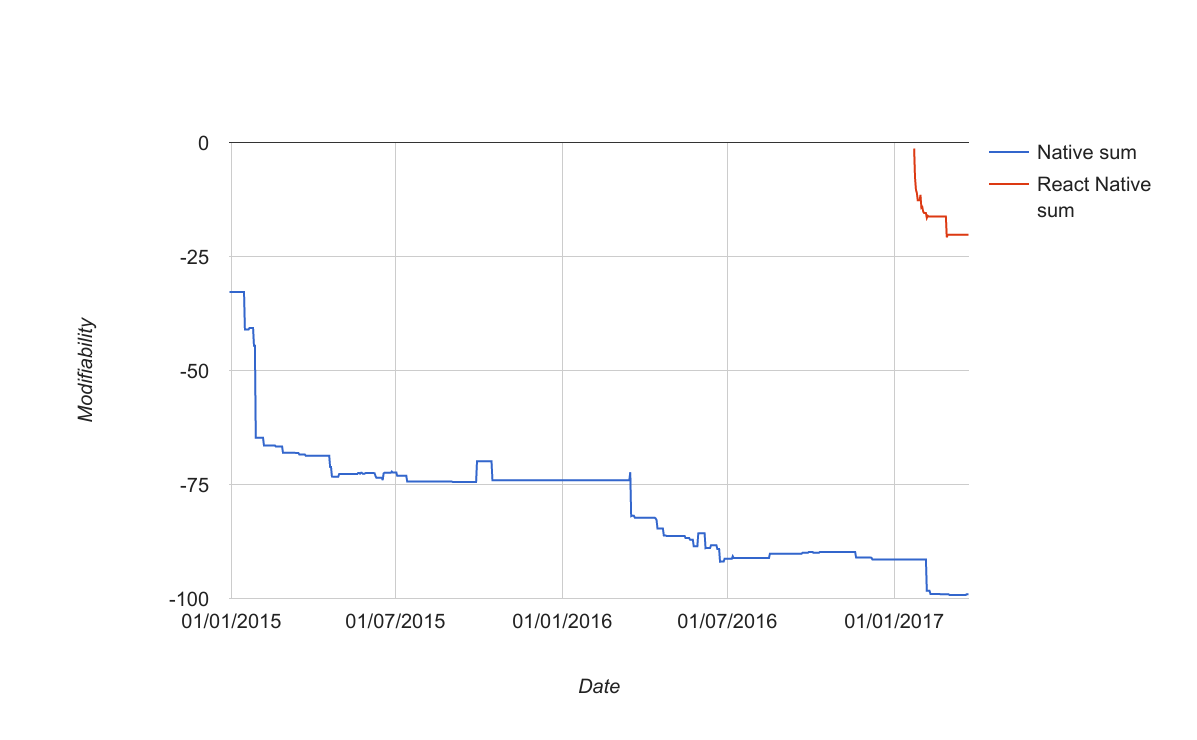 0
-25
-50
-75
-100
Modifiability
01/01/2015
01/07/2015
01/01/2016
01/07/2016
01/01/2017
Date
Native sum
React Native
sum